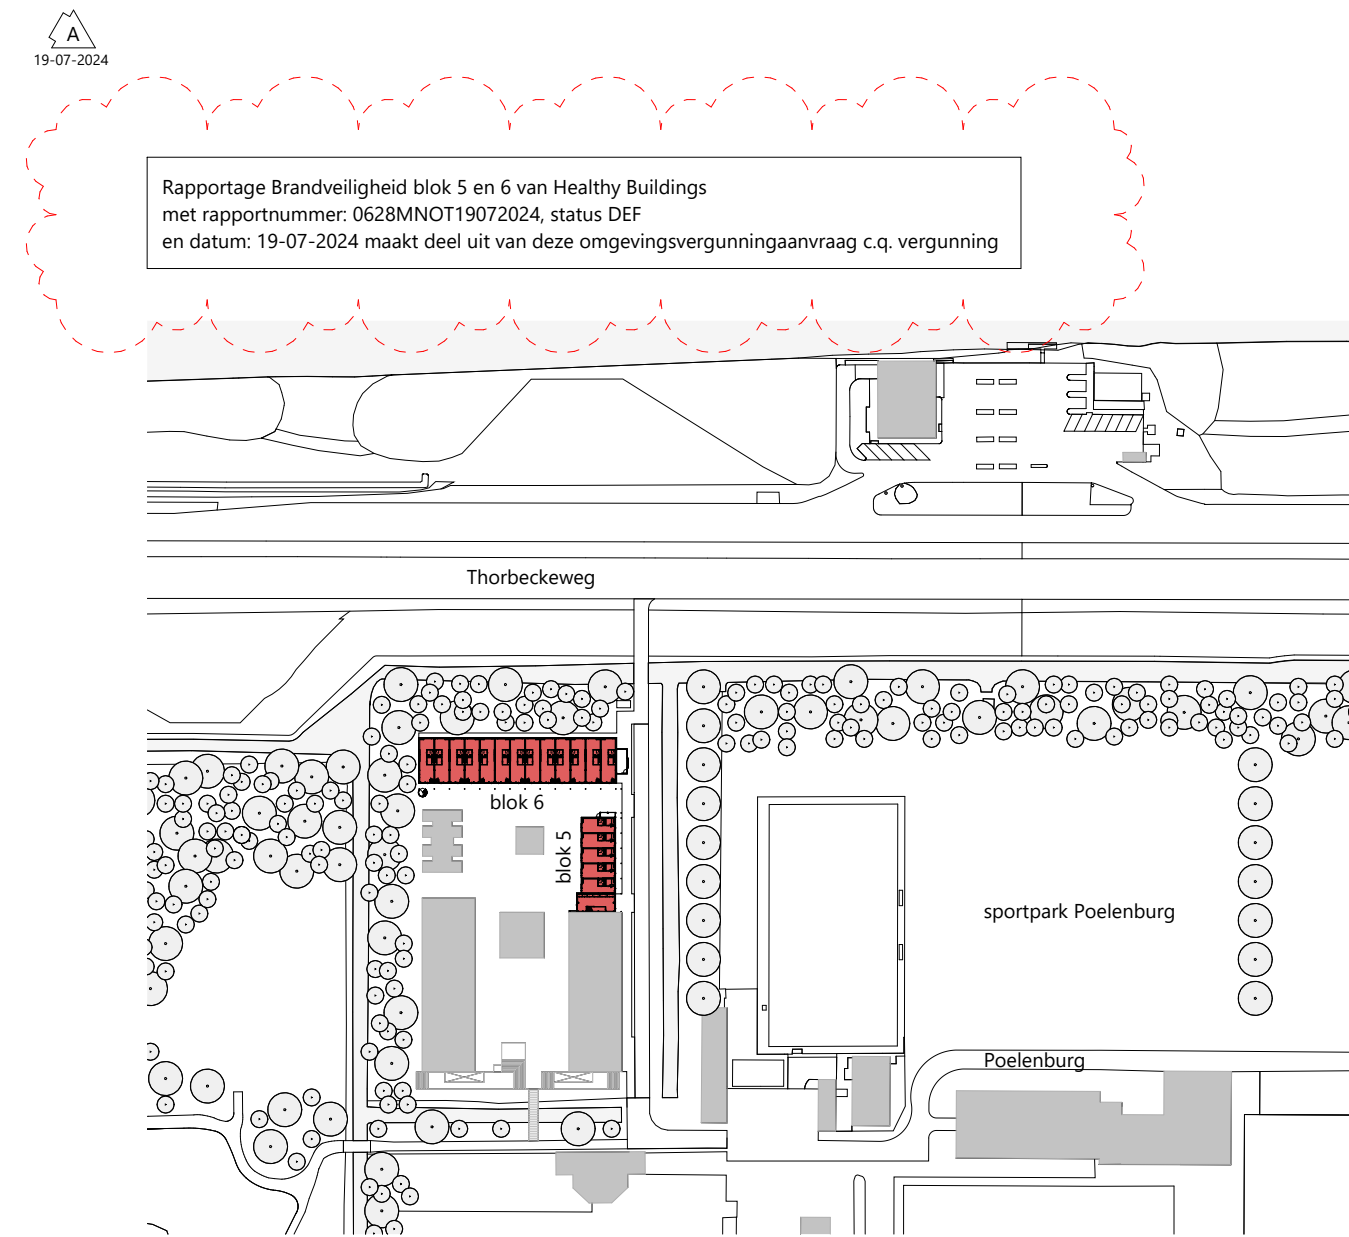 A
19-07-2024
Rapportage Brandveiligheid blok 5 en 6 van Healthy Buildings
met rapportnummer: 0628MNOT19072024, status DEF
en datum: 19-07-2024 maakt deel uit van deze omgevingsvergunningaanvraag c.q. vergunning
Thorbeckeweg
blok 6
blok 5
sportpark Poelenburg
Poelenburg